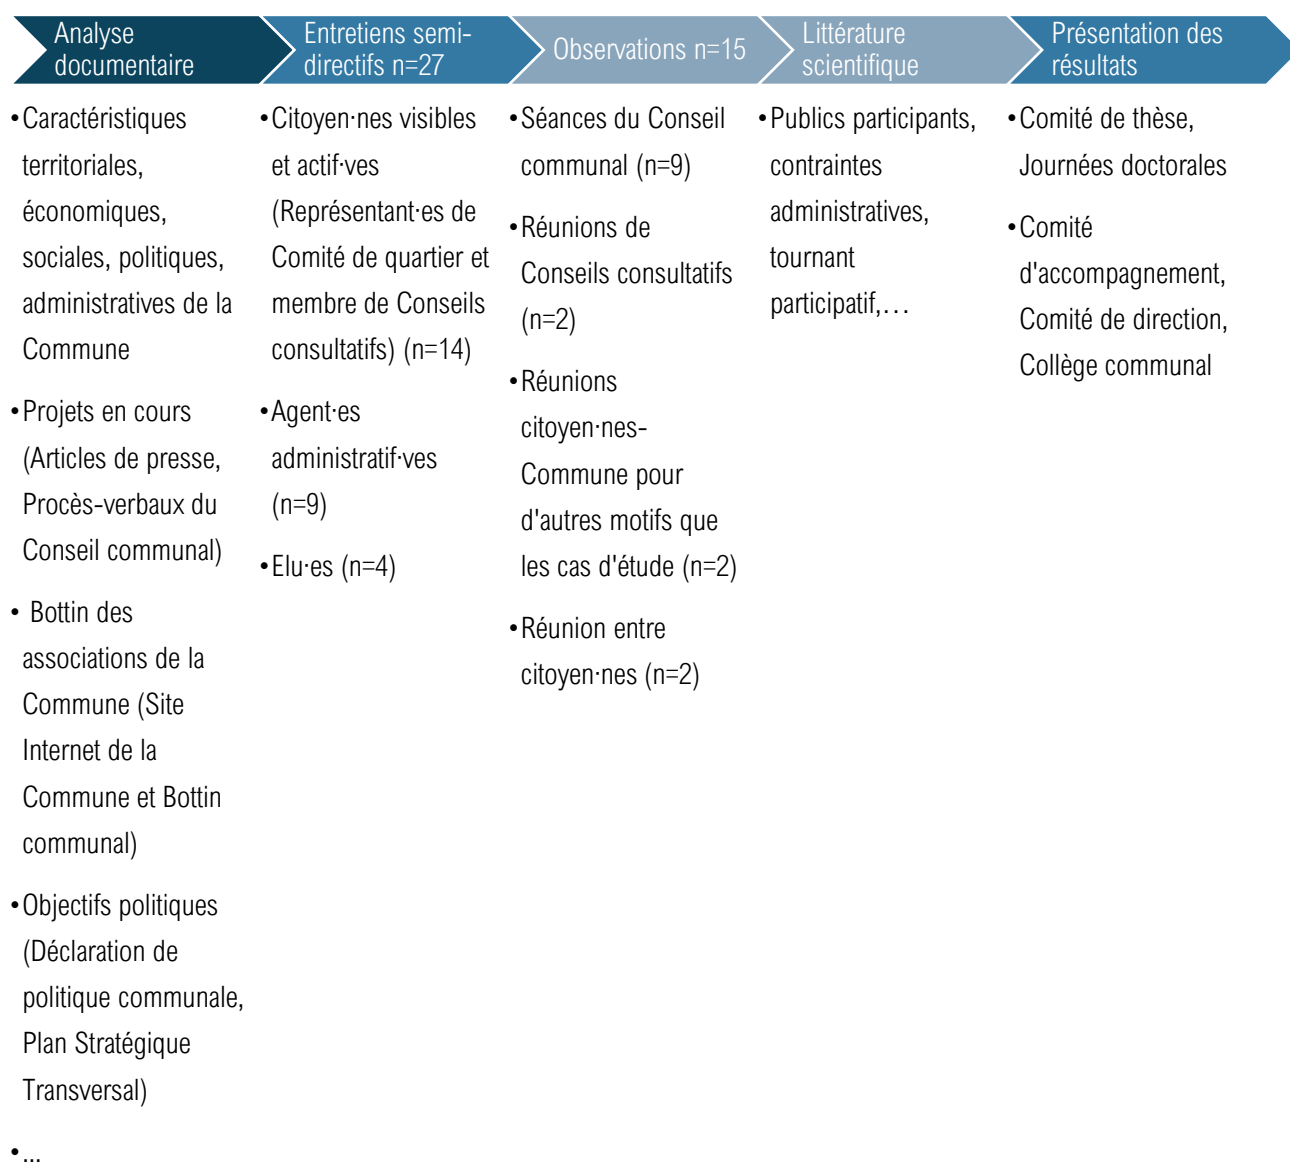 Analyse
documentaire
•Caractéristiques
territoriales,
économiques,
sociales, politiques,
administratives de la
Commune
•Projets en cours
(Articles de presse,
Procès-verbaux du
Conseil communal)
• Bottin des
associations de la
Commune (Site
Internet de la
Commune et Bottin
communal)
•Objectifs politiques
(Déclaration de
politique communale,
Plan Stratégique
Transversal)
•...
Entretiens semi-
directifs n=27
•Citoyen·nes visibles
et actif·ves
(Représentant·es de
Comité de quartier et
membre de Conseils
consultatifs) (n=14)
•Agent·es
administratif·ves
(n=9)
•Elu·es (n=4)
Observations n=15
•Séances du Conseil
communal (n=9)
•Réunions de
Conseils consultatifs
(n=2)
•Réunions
citoyen·nes-
Commune pour
d'autres motifs que
les cas d'étude (n=2)
•Réunion entre
citoyen·nes (n=2)
Littérature
scientifique
•Publics participants,
contraintes
administratives,
tournant
participatif,…
Présentation des
résultats
•Comité de thèse,
Journées doctorales
•Comité
d'accompagnement,
Comité de direction,
Collège communal